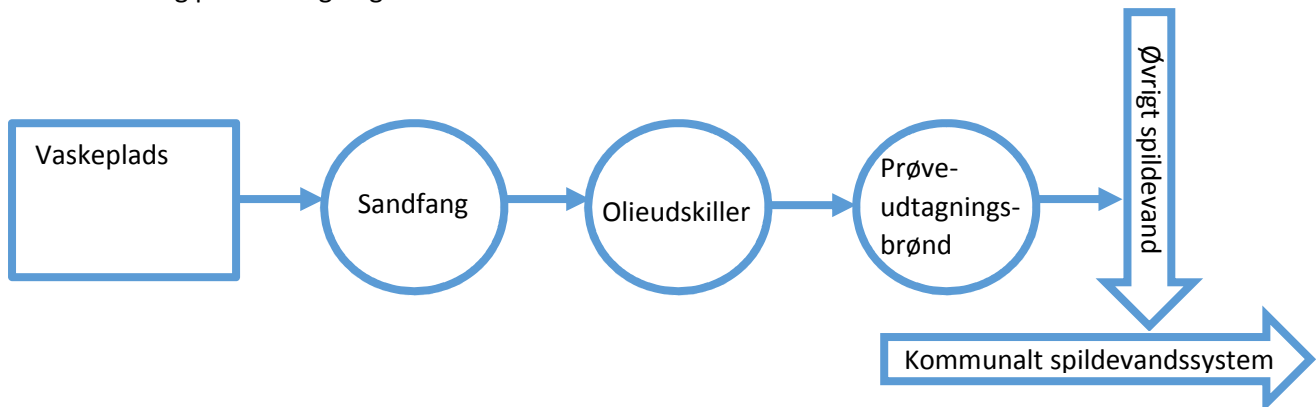 Vaskeplads
Sandfang
Olieudskiller
Prøve-
udtagnings-
brønd
Øvrigt spildevand
Kommunalt spildevandssystem